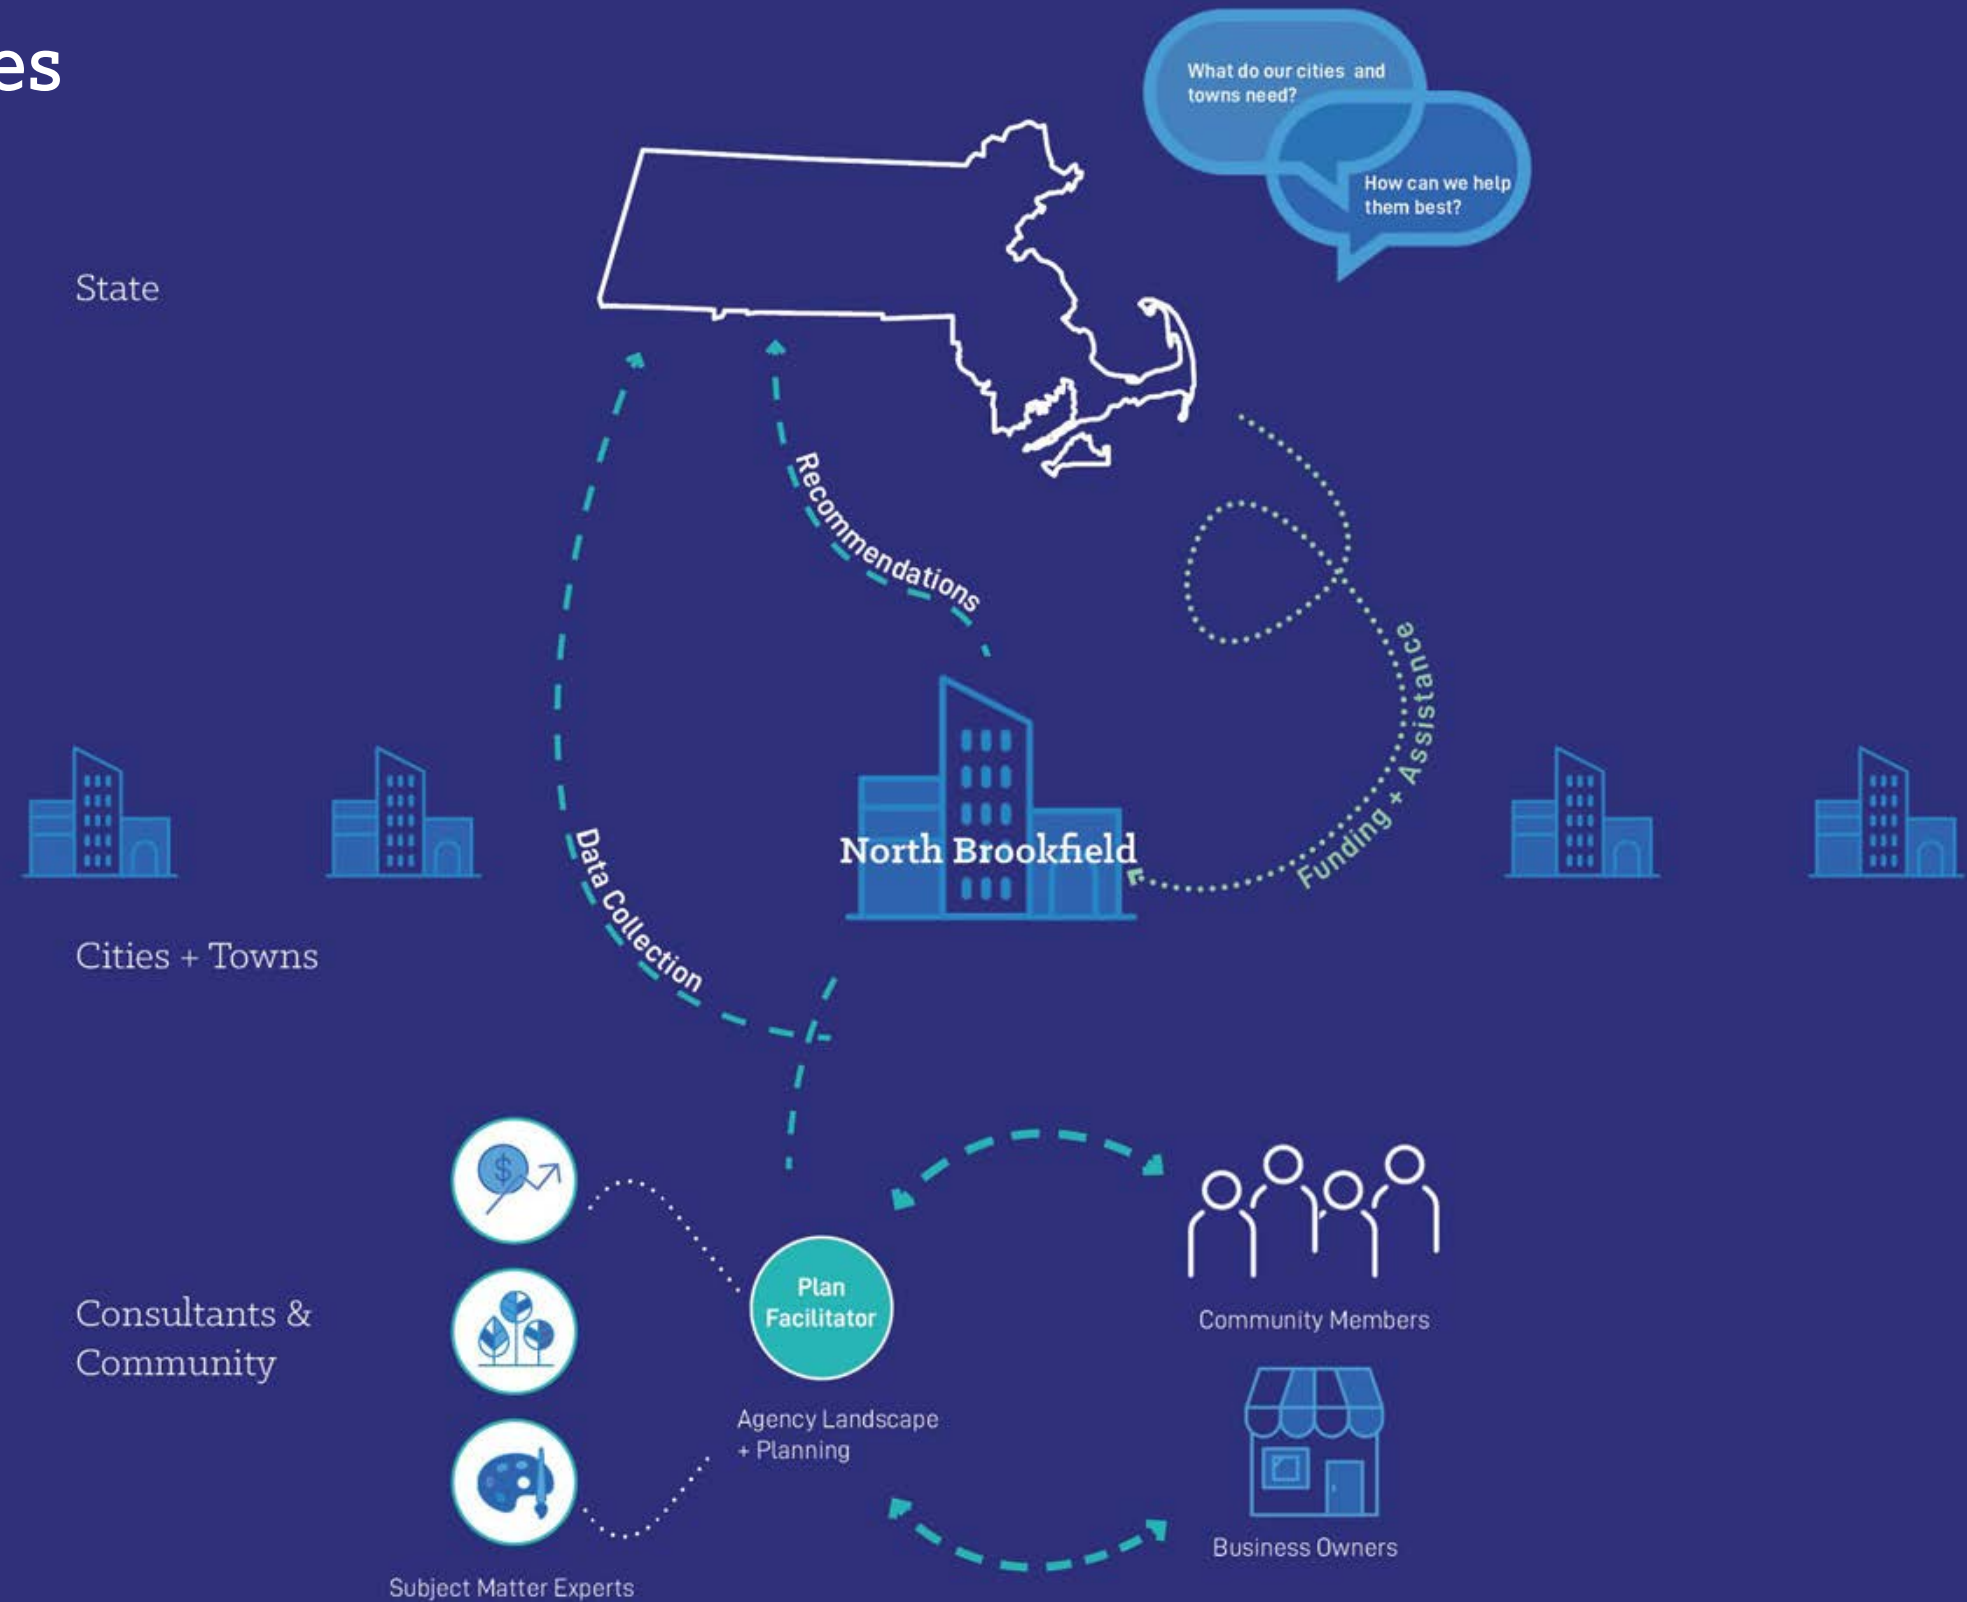 es
What do our cities and
towns need?
How can we help
them best?
State
Recommendations
Funding + Assistance
North Brookfield
Data Collection
Cities + Towns
$
Plan
Facilitator
Consultants &
Community
Community Members
Agency Landscape
+ Planning
Business Owners
Subject Matter Experts